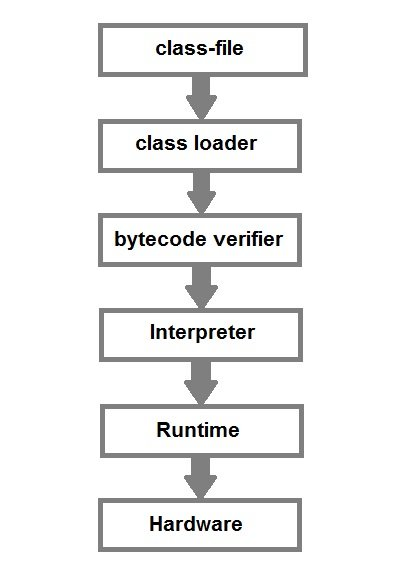 class-file
class loader
bytecode verifier
Interpreter
Runtime
Hardware